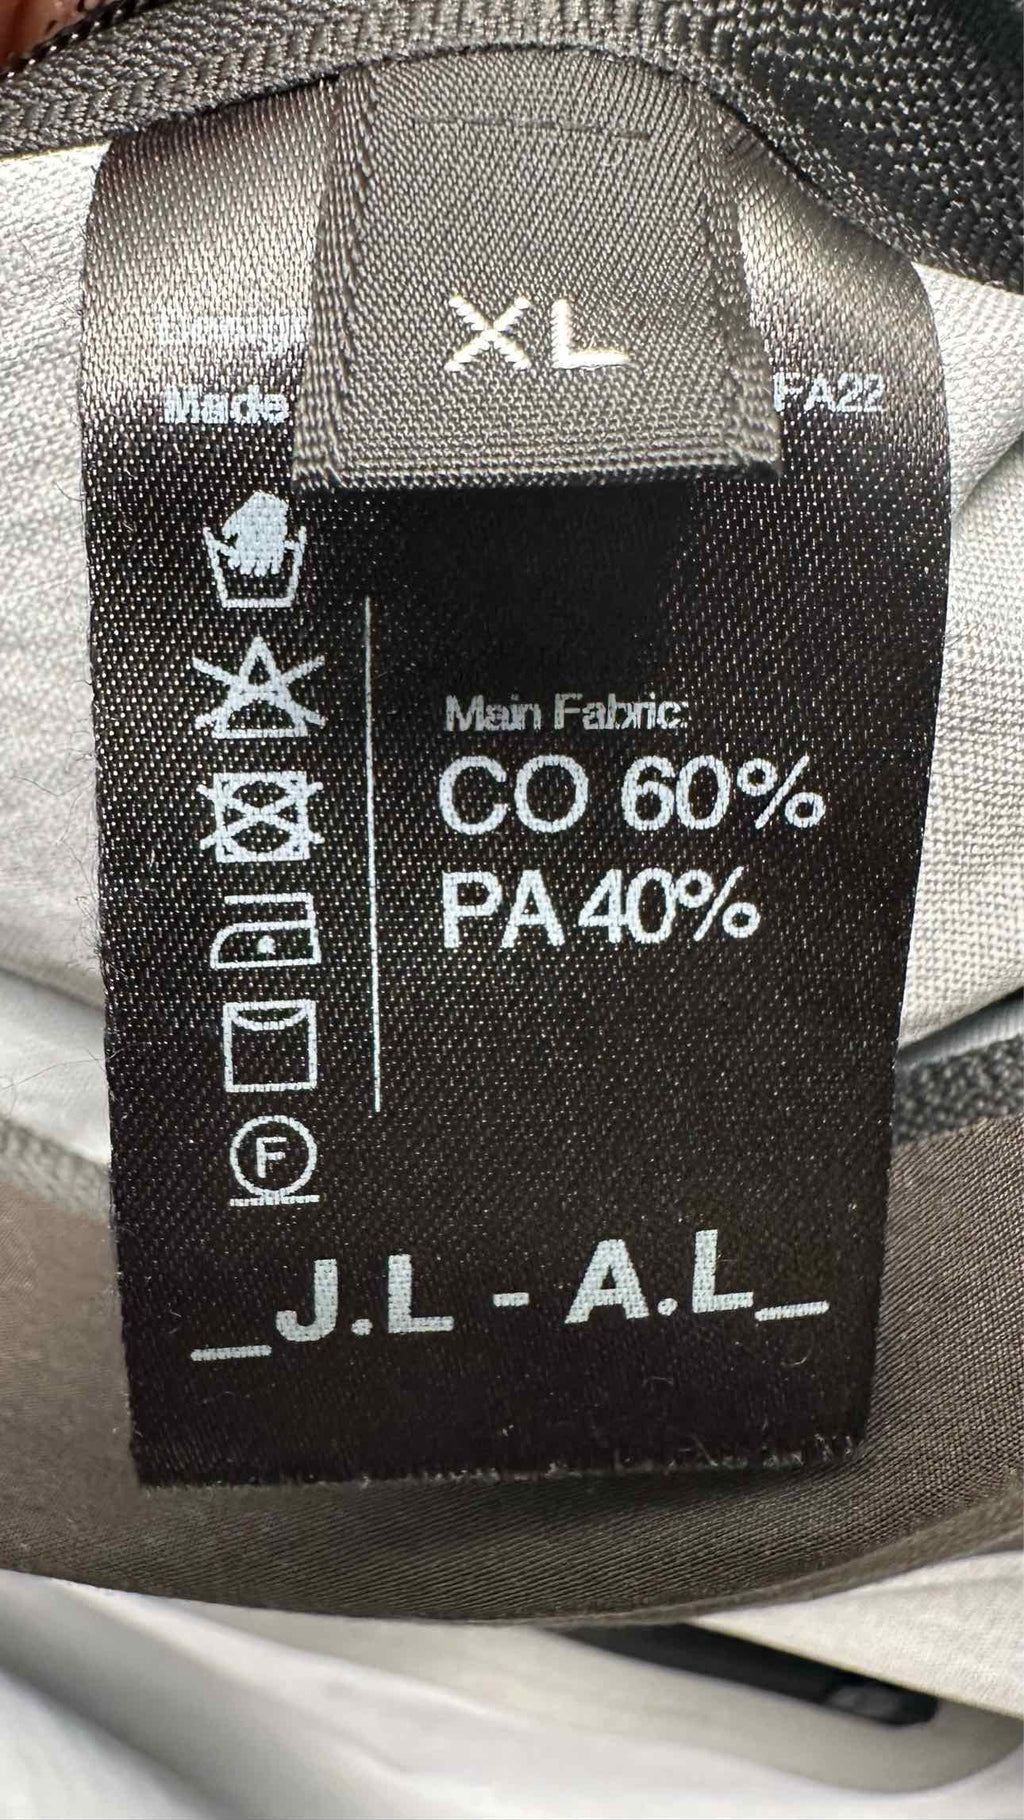 XL
Made
FA22
Main Fabric:
CO 60%
PA 40%
F
_J.L - A.L_